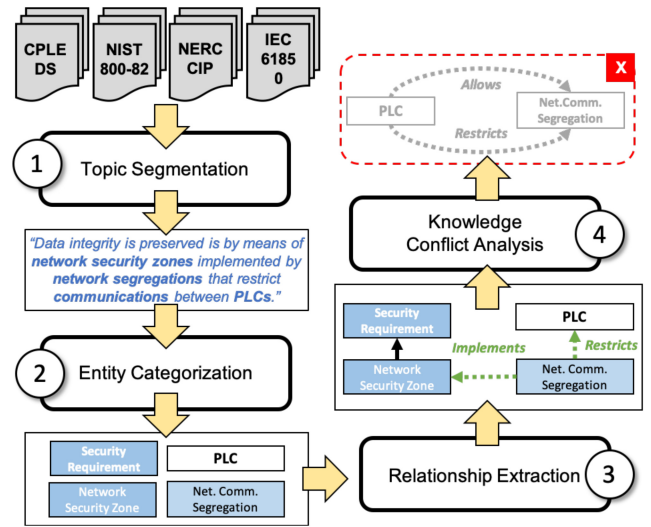 CPLE
DS
NIST
800-82
NERC
CIP
IEC
6185
0
1
Topic Segmentation
“Data integrity is preserved is by means of
network security zones implemented by
network segregations that restrict
communications between PLCs.”
2
Entity Categorization
Security
Requirement
PLC
Network
Security Zone
Net. Comm.
Segregation
Relationship Extraction
3
Security
Requirement
PLC
Implements
Restricts
Network
Security Zone
Net. Comm.
Segregation
Knowledge
Conflict Analysis
4
X
Allows
PLC
Net.Comm.
Segregation
Restricts